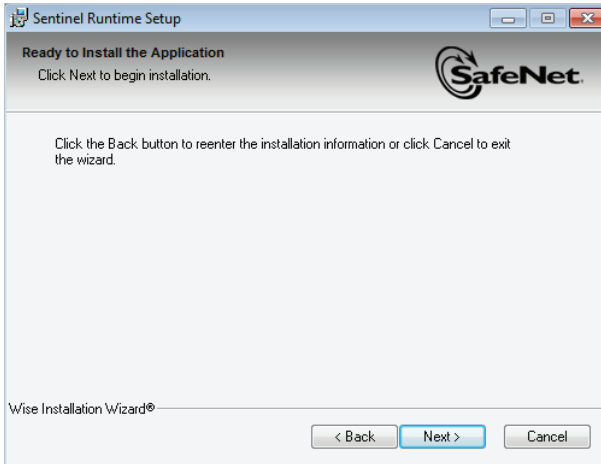 Sentinel Runtime Setup
Ready to Install the Application
Click Next to begin installation.
SafeNet.
Click the Back button to reenter the installation information or click Cancel to exit
the wizard.
Wise Installation Wizard®
< Back
Next >
Cancel